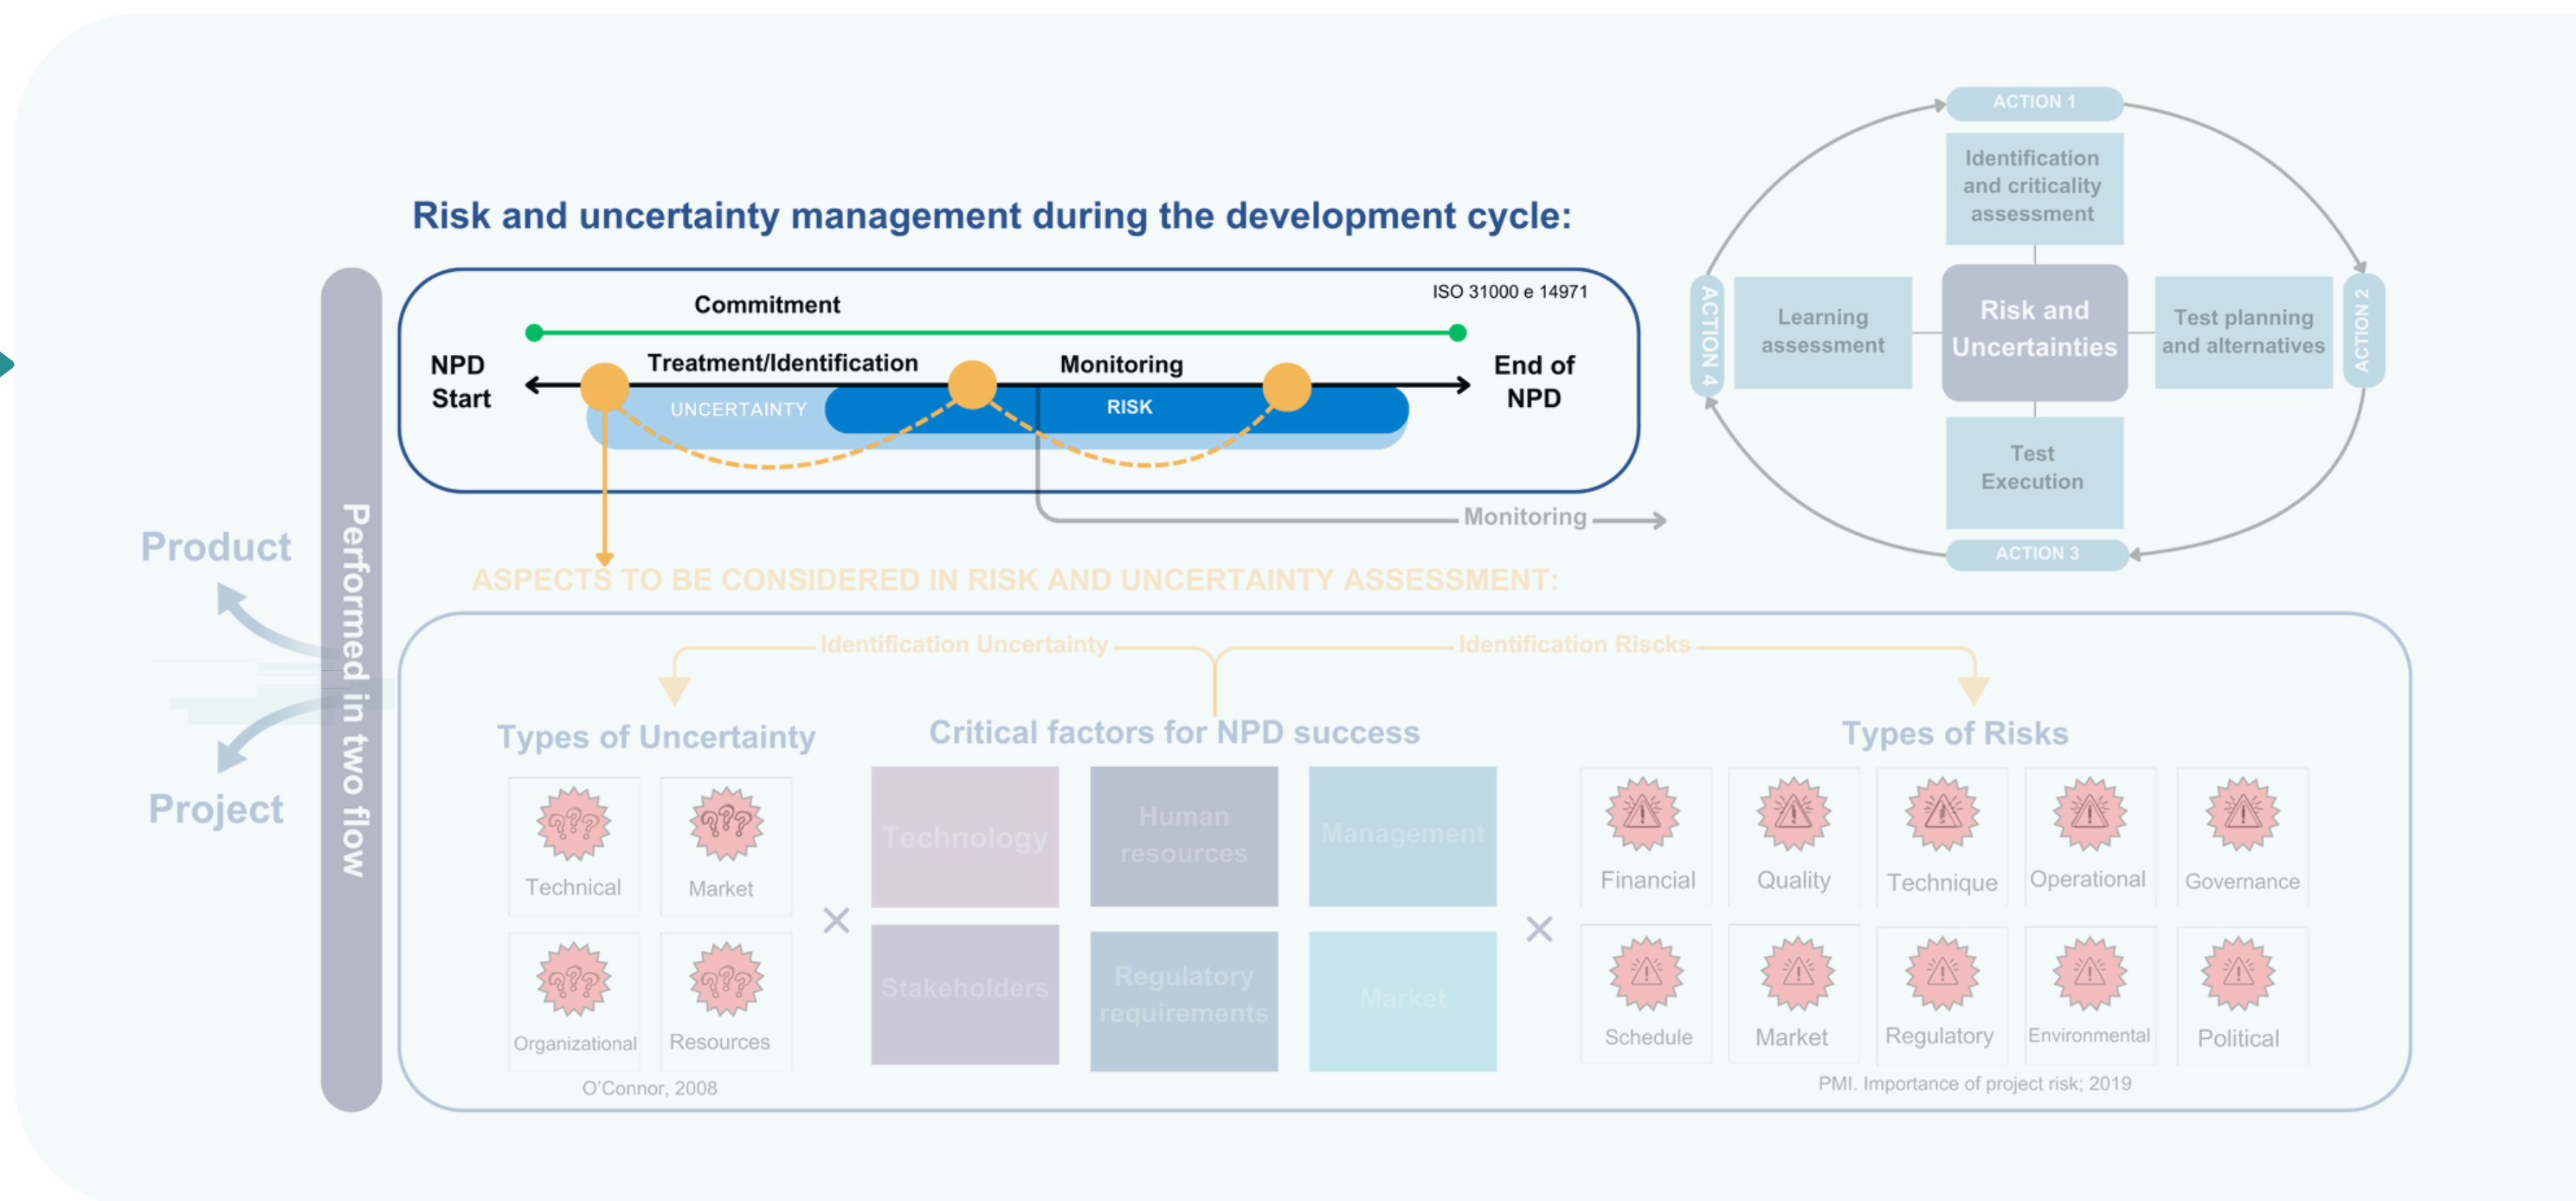 Risk and uncertainty management during the development cycle:
ISO 31000 e 14971
Commitment
NPD
Start
Treatment/Identification
Monitoring
End of
NPD
UNCERTAINTY
RISK
Monitoring
ACTION 1
Identification
and criticality
assessment
ACTION 4
Learning
assessment
Risk and
Uncertainties
Test planning
and alternatives
ACTION 2
Test
Execution
ACTION 3
Product
Project
Performed in two flow
ASPECTS TO BE CONSIDERED IN RISK AND UNCERTAINTY ASSESSMENT:
Identification Uncertainty
Identification Riscks
Types of Uncertainty
Technical
Market
Organizational
Resources
O'Connor, 2008
×
Critical factors for NPD success
Technology
Human
resources
Management
Stakeholders
Regulatory
requirements
Market
×
Types of Risks
Financial
Quality
Technique
Operational
Governance
Schedule
Market
Regulatory
Environmental
Political
PMI. Importance of project risk; 2019